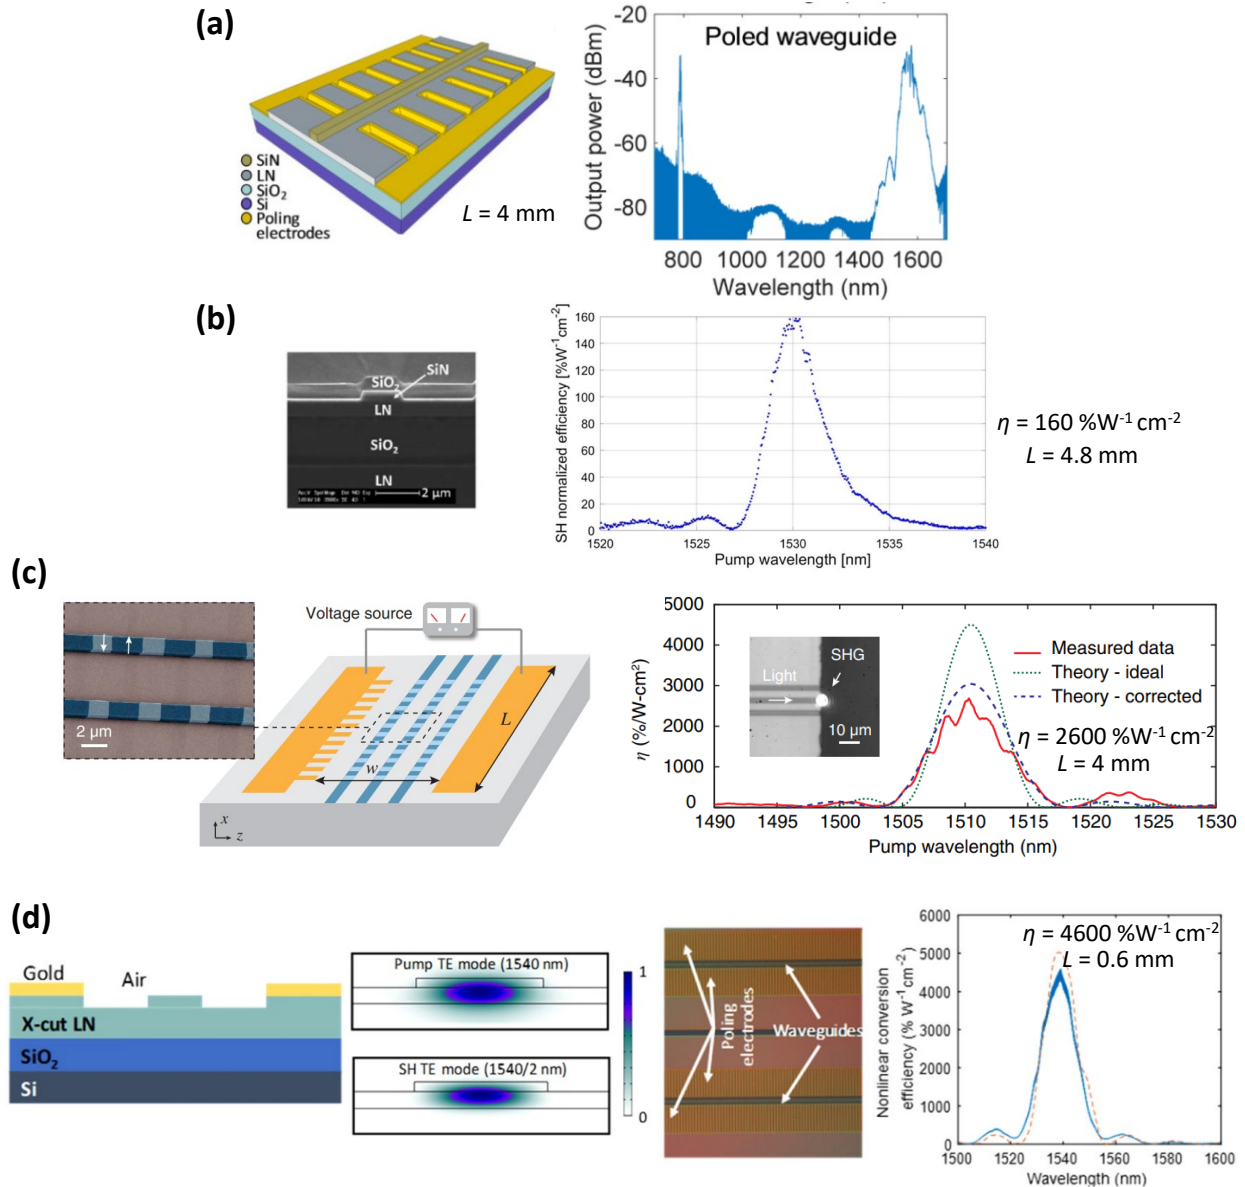 (a)
SiN
LN
SiO2
Si
Poling
electrodes
L = 4 mm
Poled waveguide
Output power (dBm)
-20
-40
-60
-80
800 1000 1200 1400 1600
Wavelength (nm)
(b)
SiO2
SiN
LN
SiO2
LN
2 μm
SH normalized efficiency [%W-1cm-2]
160
140
120
100
80
60
40
20
0
1520 1525 1530 1535 1540
Pump wavelength [nm]
η = 160 %W-1 cm-2
L = 4.8 mm
(c)
2 μm
Voltage source
L
w
x
z
η (%/W-cm²)
5000
4000
3000
2000
1000
0
Light
SHG
10 μm
Measured data
Theory - ideal
Theory - corrected
η = 2600 %W-1 cm-2
L = 4 mm
1490 1495 1500 1505 1510 1515 1520 1525 1530
Pump wavelength (nm)
(d)
Gold
Air
X-cut LN
SiO2
Si
Pump TE mode (1540 nm)
SH TE mode (1540/2 nm)
1
0
Poling
electrodes
Waveguides
Nonlinear conversion
efficiency (% W-1 cm-2)
6000
5000
4000
3000
2000
1000
0
η = 4600 %W-1 cm-2
L = 0.6 mm
1500 1520 1540 1560 1580 1600
Wavelength (nm)